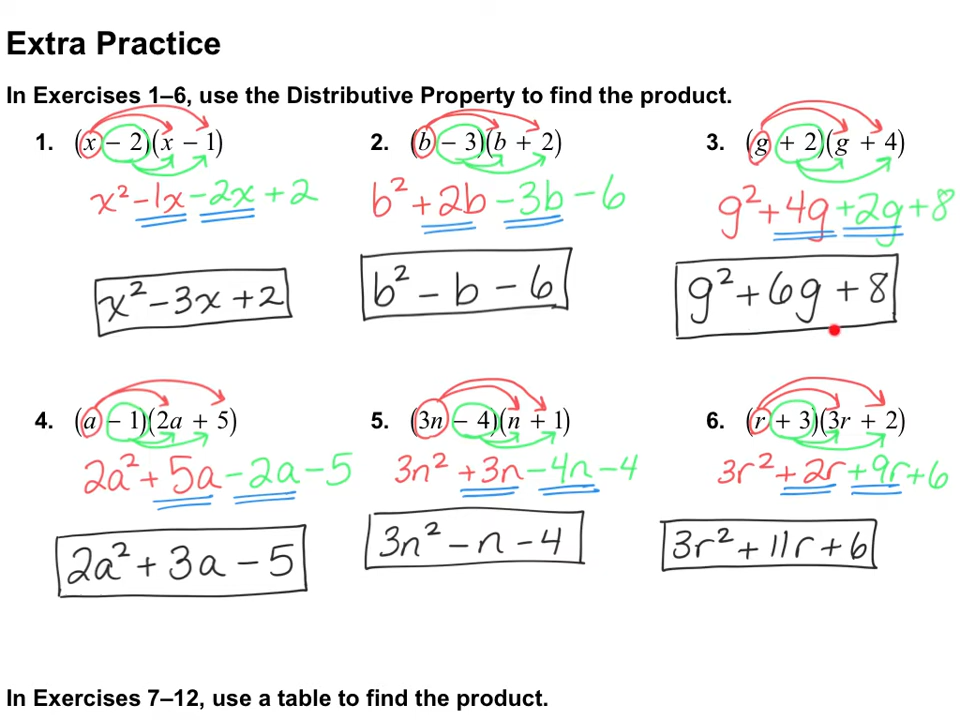 Extra Practice
In Exercises 1–6, use the Distributive Property to find the product.
1. (x − 2)(x − 1) 2. (b − 3)(b + 2) 3. (g + 2)(g + 4)
x² − 1x − 2x + 2 b² + 2b − 3b − 6 g² + 4g + 2g + 8
x² − 3x + 2 b² − b − 6 g² + 6g + 8
4. (a − 1)(2a + 5) 5. (3n − 4)(n + 1) 6. (r + 3)(3r + 2)
2a² + 5a − 2a − 5 3n² + 3n − 4n − 4 3r² + 2r + 9r + 6
2a² + 3a − 5 3n² − n − 4 3r² + 11r + 6
In Exercises 7–12, use a table to find the product.